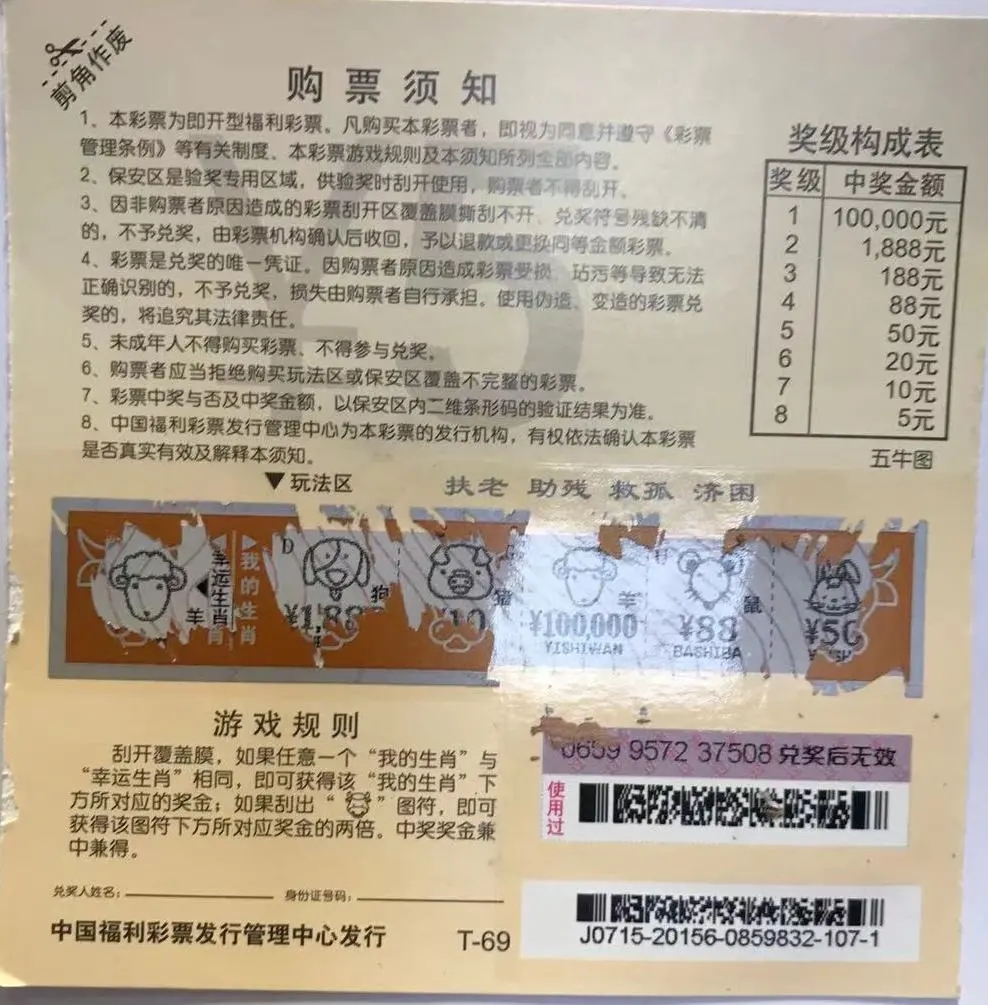 剪角作废
购票须知
1、本彩票为即开型福利彩票。凡购买本彩票者，即视为同意并遵守《彩票
管理条例》等有关制度、本彩票游戏规则及本须知所列全部内容。
2、保安区是验奖专用区域，供验奖时刮开使用，购票者不得刮开。
3、因非购票者原因造成的彩票刮开区覆盖膜撕刮不开、兑奖符号残缺不清
的，不予兑奖，由彩票机构确认后收回，予以退款或更换同等金额彩票。
4、彩票是兑奖的唯一凭证。因购票者原因造成彩票受损、玷污等导致无法
正确识别的，不予兑奖，损失由购票者自行承担。使用伪造、变造的彩票兑
奖的，将追究其法律责任。
5、未成年人不得购买彩票、不得参与兑奖。
6、购票者应当拒绝购买玩法区或保安区覆盖不完整的彩票。
7、彩票中奖与否及中奖金额，以保安区内二维条形码的验证结果为准。
8、中国福利彩票发行管理中心为本彩票的发行机构，有权依法确认本彩票
是否真实有效及解释本须知。
奖级构成表
奖级 中奖金额
1 100,000元
2 1,888元
3 188元
4 88元
5 50元
6 20元
7 10元
8 5元
五牛图
▼玩法区
扶老 助残 救孤 济困
羊
幸运生肖
我的生肖
D
狗
¥188
猪
¥10
羊
¥100,000
YISHIWAN
鼠
¥88
BASHIBA
¥50
游戏规则
刮开覆盖膜，如果任意一个“我的生肖”与
“幸运生肖”相同，即可获得该“我的生肖”下
方所对应的奖金；如果刮出“ ”图符，即可
获得该图符下方所对应奖金的两倍。中奖奖金兼
中兼得。
0659 9572 37508 兑奖后无效
使用过
兑奖人姓名： 身份证号码：
中国福利彩票发行管理中心发行
T-69
J0715-20156-0859832-107-1